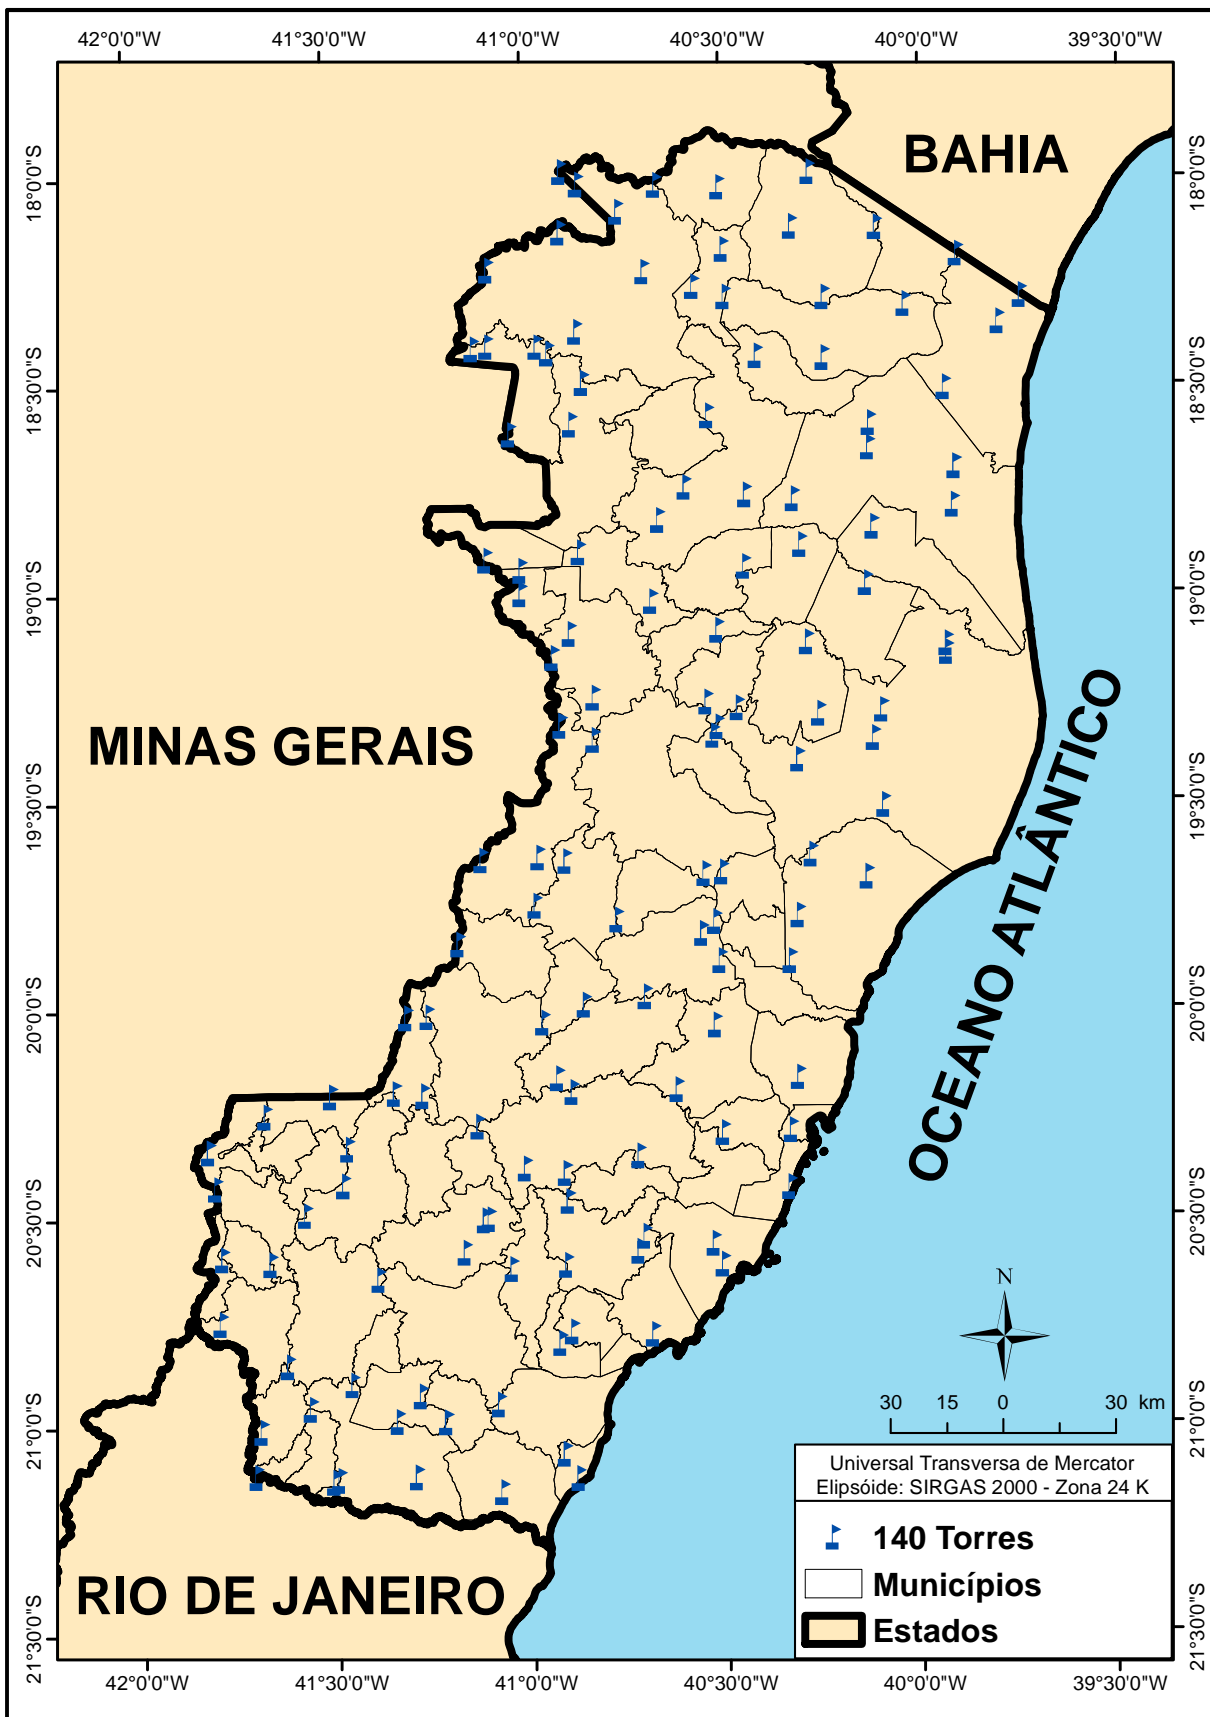 42°0'0"W 41°30'0"W 41°0'0"W 40°30'0"W 40°0'0"W 39°30'0"W
18°0'0"S
18°30'0"S
19°0'0"S
19°30'0"S
20°0'0"S
20°30'0"S
21°0'0"S
21°30'0"S
BAHIA
MINAS GERAIS
OCEANO ATLÂNTICO
RIO DE JANEIRO
18°0'0"S
18°30'0"S
19°0'0"S
19°30'0"S
20°0'0"S
20°30'0"S
21°0'0"S
21°30'0"S
N
30 15 0 30 km
Universal Transversa de Mercator
Elipsóide: SIRGAS 2000 - Zona 24 K
140 Torres
Municípios
Estados
42°0'0"W 41°30'0"W 41°0'0"W 40°30'0"W 40°0'0"W 39°30'0"W